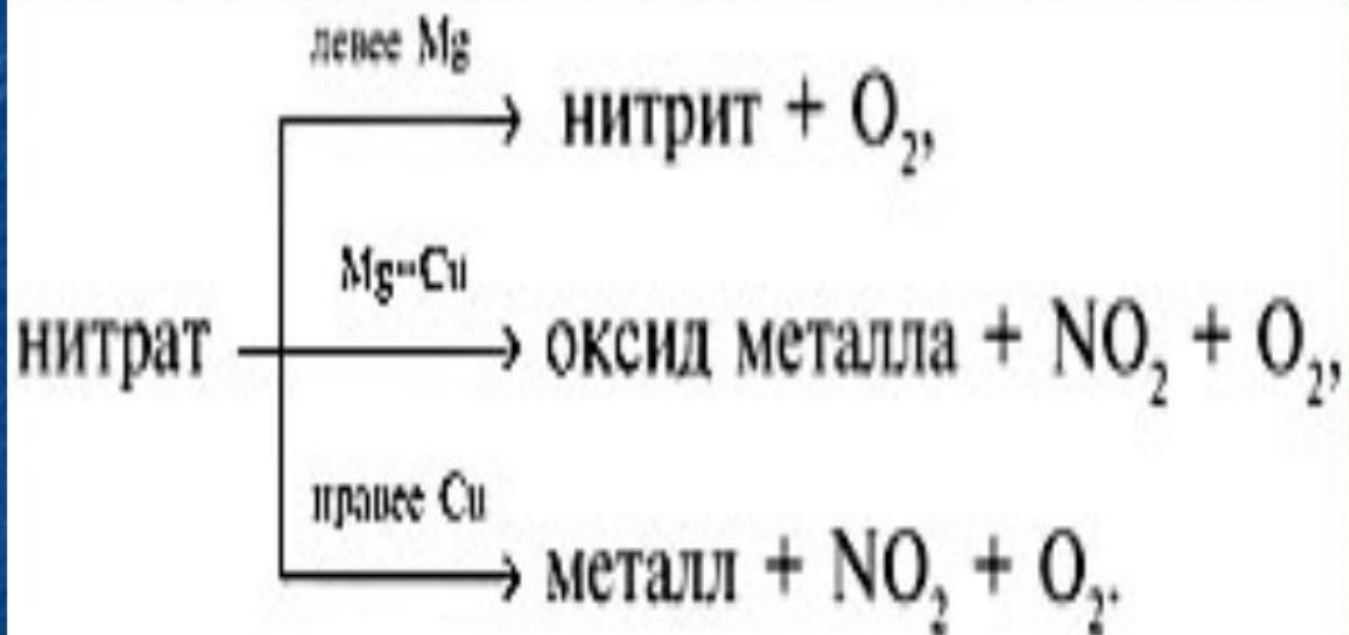 левее Mg
нитрит + O₂,
Mg-Cu
нитрат оксид металла + NO₂ + O₂,
правее Cu
металл + NO₂ + O₂.